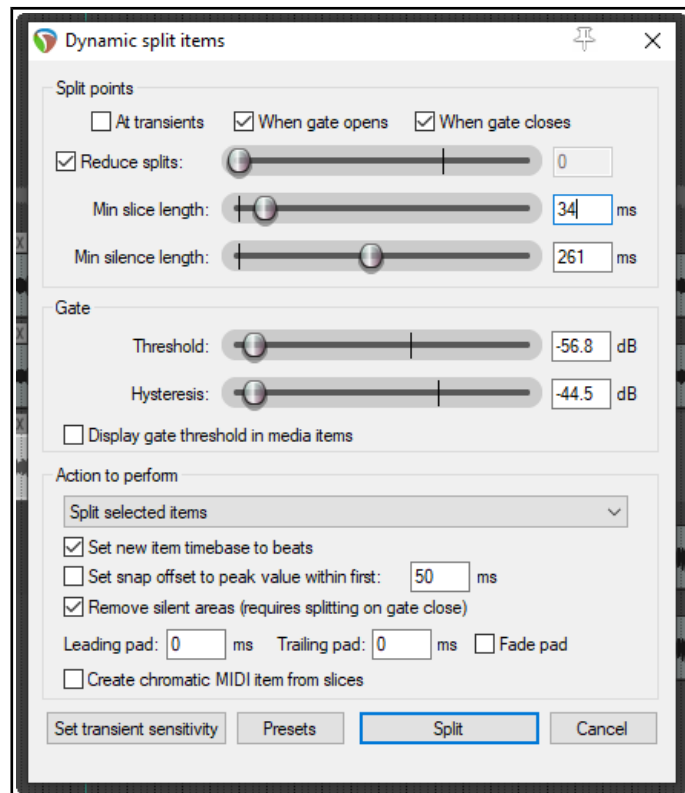 Dynamic split items
Split points
At transients When gate opens When gate closes
Reduce splits: 0
Min slice length: 34 ms
Min silence length: 261 ms
Gate
Threshold: -56.8 dB
Hysteresis: -44.5 dB
Display gate threshold in media items
Action to perform
Split selected items
Set new item timebase to beats
Set snap offset to peak value within first: 50 ms
Remove silent areas (requires splitting on gate close)
Leading pad: 0 ms Trailing pad: 0 ms Fade pad
Create chromatic MIDI item from slices
Set transient sensitivity Presets Split Cancel